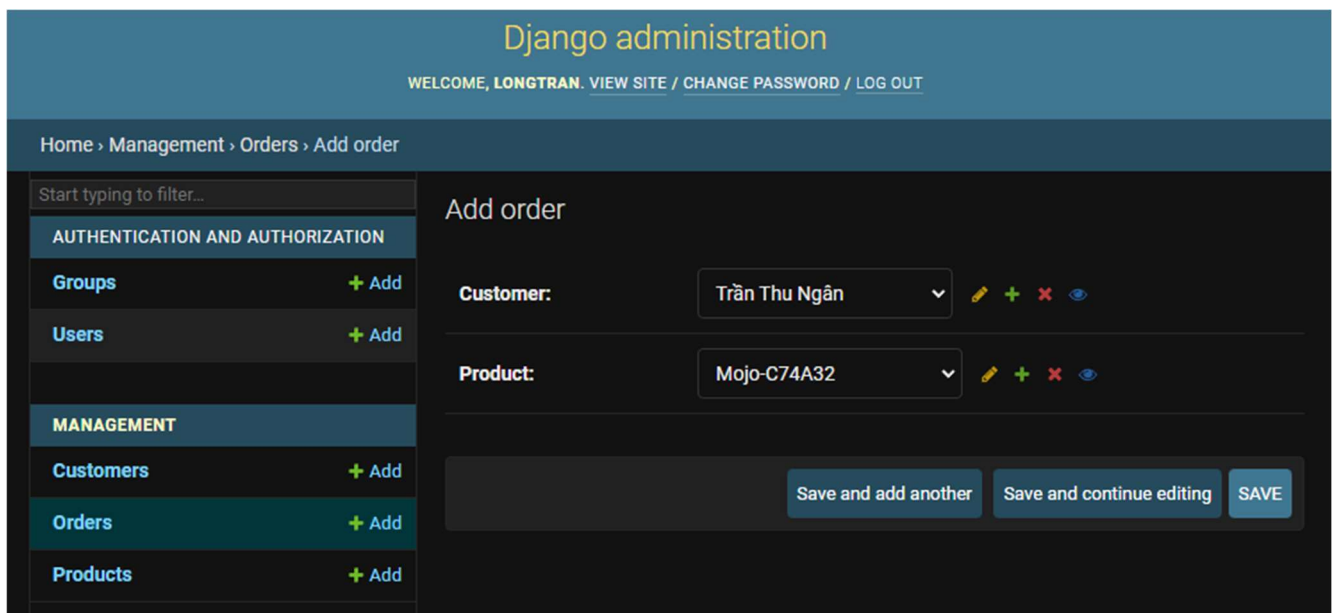 Django administration
WELCOME, LONGTRAN. VIEW SITE / CHANGE PASSWORD / LOG OUT
Home › Management › Orders › Add order
Start typing to filter...
AUTHENTICATION AND AUTHORIZATION
Groups + Add
Users + Add
MANAGEMENT
Customers + Add
Orders + Add
Products + Add
Add order
Customer: Trần Thu Ngân
Product: Mojo-C74A32
Save and add another Save and continue editing SAVE